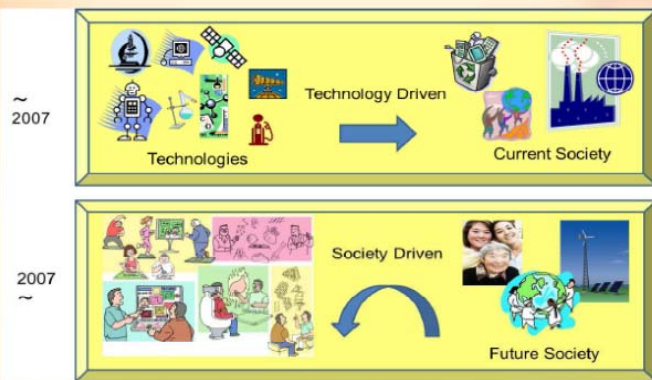 ~
2007
Technology Driven
Technologies
Current Society
2007
~
Society Driven
Future Society